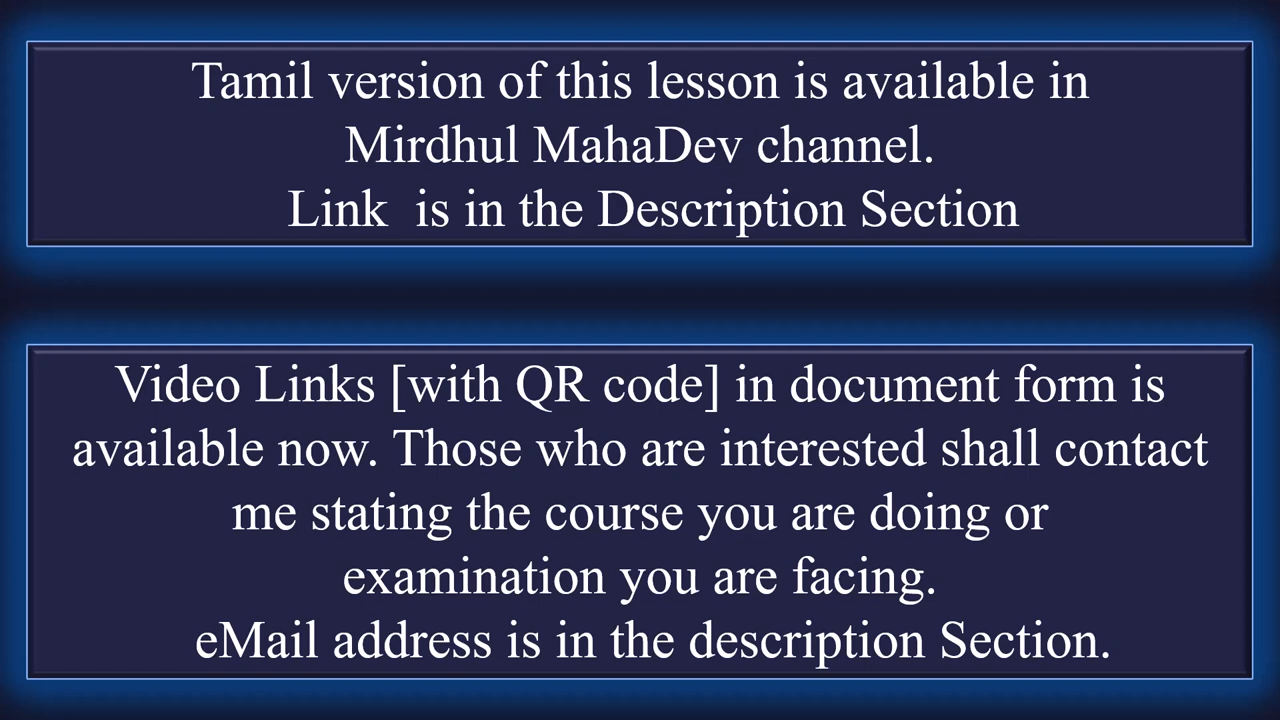 Tamil version of this lesson is available in
Mirdhul MahaDev channel.
Link  is in the Description Section
Video Links [with QR code] in document form is
available now. Those who are interested shall contact
me stating the course you are doing or
examination you are facing.
eMail address is in the description Section.